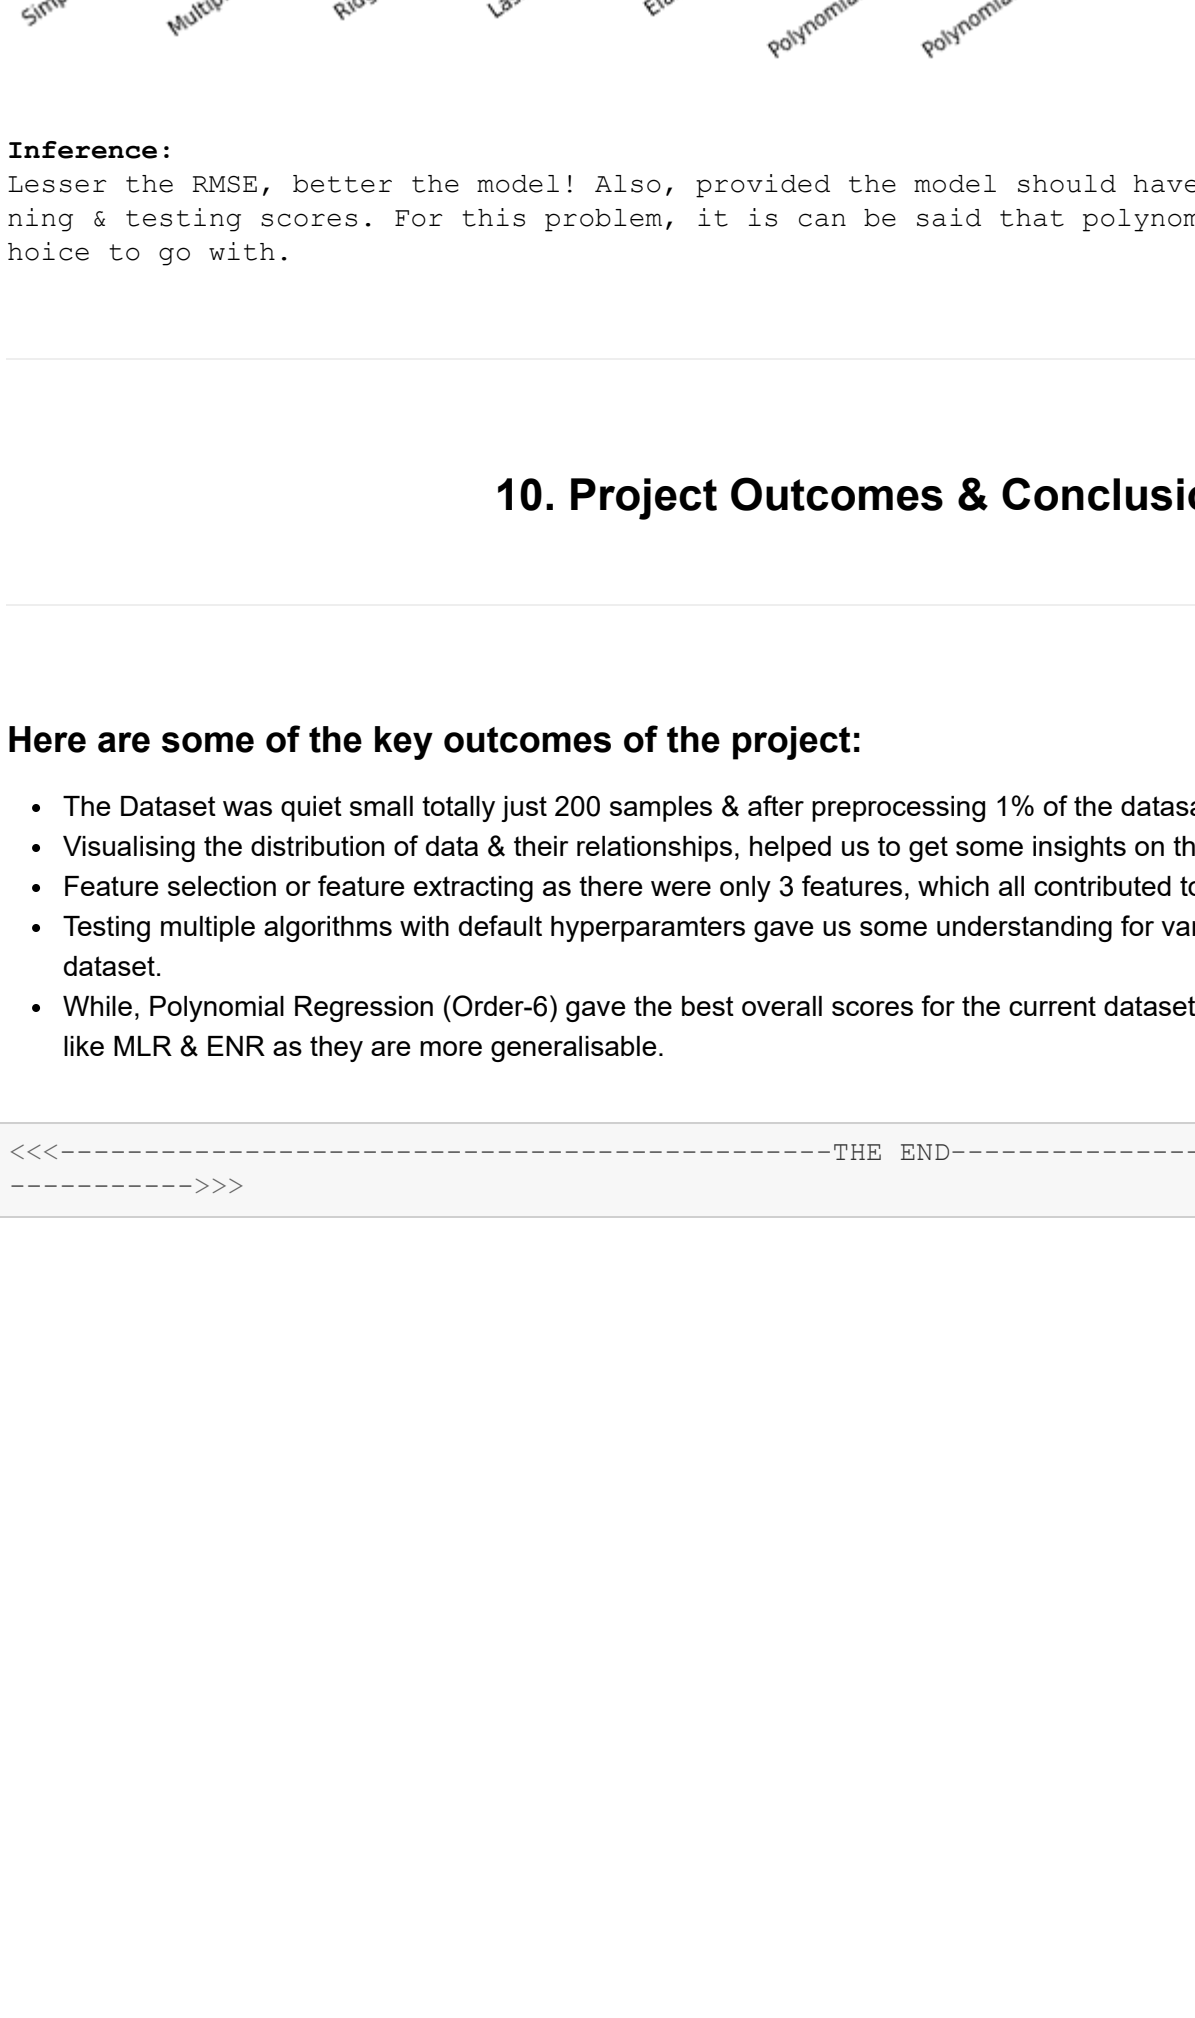 Inference:
Lesser the RMSE, better the model! Also, provided the model should have
ning & testing scores. For this problem, it is can be said that polynom
hoice to go with.
10. Project Outcomes & Conclusio
Here are some of the key outcomes of the project:
• The Dataset was quiet small totally just 200 samples & after preprocessing 1% of the datasa
• Visualising the distribution of data & their relationships, helped us to get some insights on th
• Feature selection or feature extracting as there were only 3 features, which all contributed to
• Testing multiple algorithms with default hyperparamters gave us some understanding for var
dataset.
• While, Polynomial Regression (Order-6) gave the best overall scores for the current dataset
like MLR & ENR as they are more generalisable.
<<<----------------------------------------------THE END---------------
----------->>>